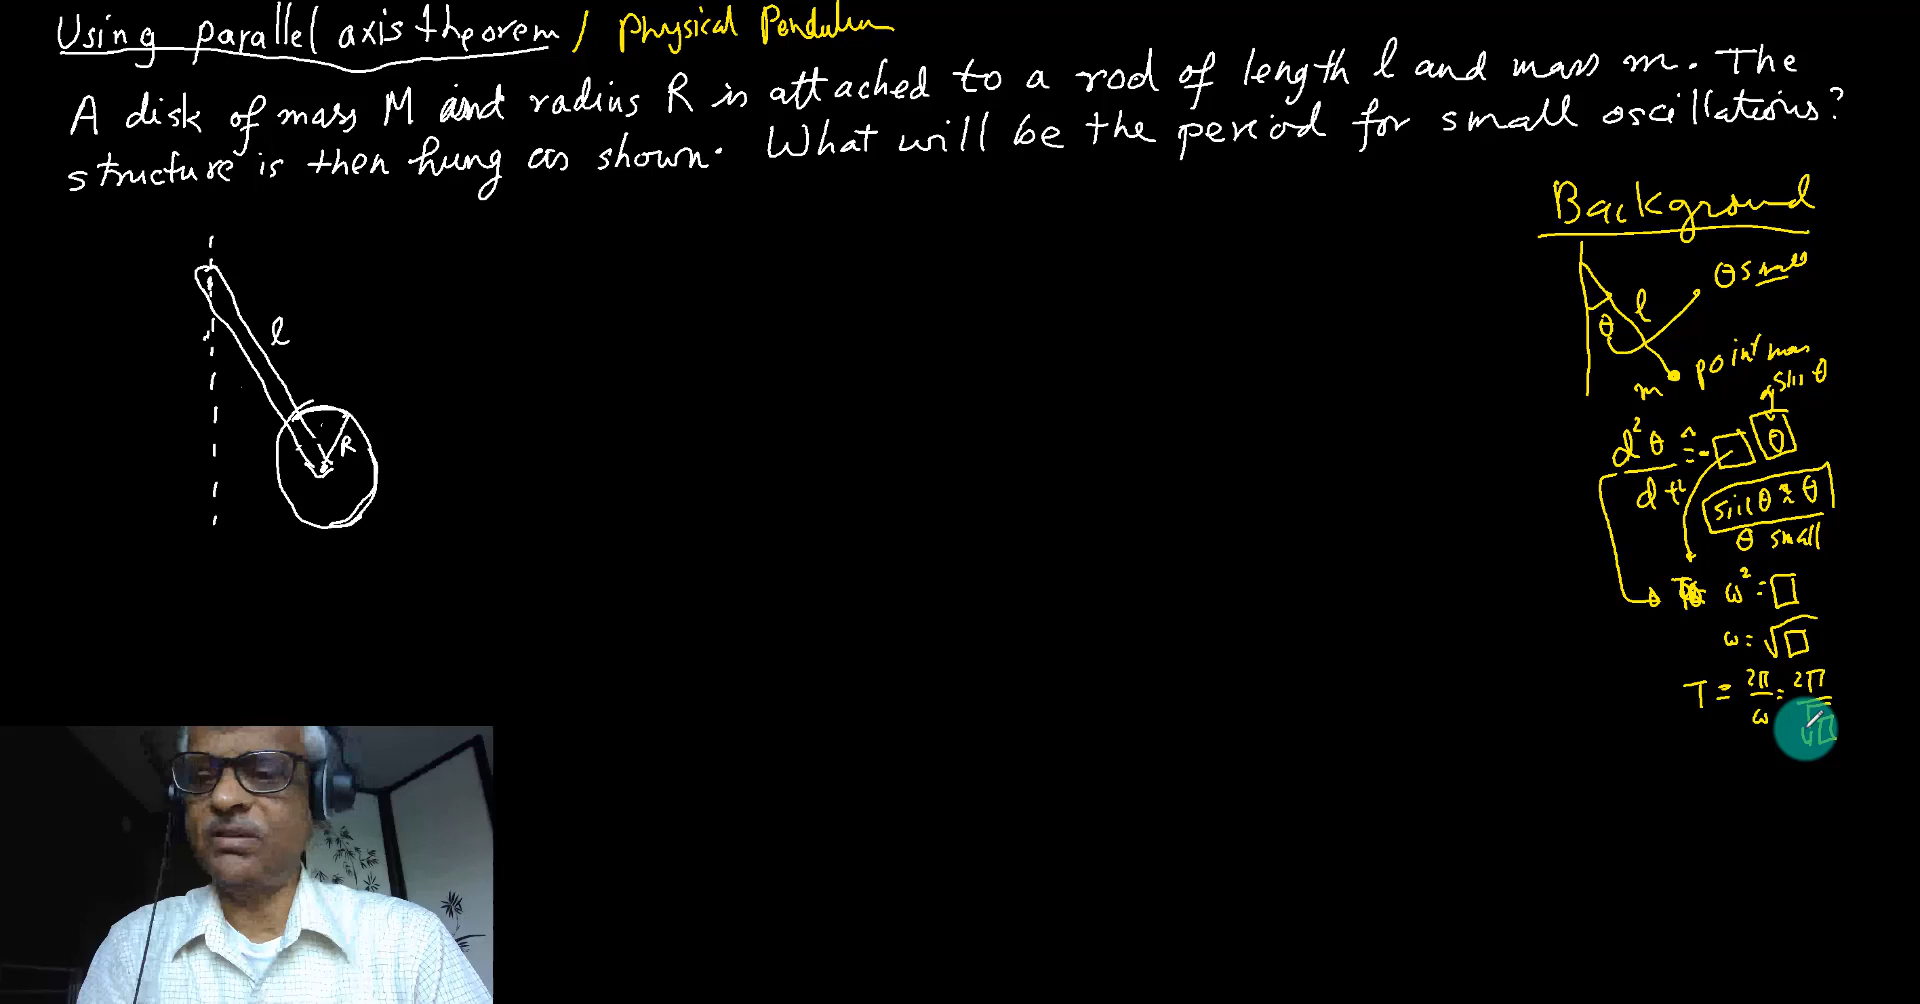 Using parallel axis theorem / Physical Pendulum
A disk of mass M and radius R is attached to a rod of length l and mass m. The
structure is then hung as shown. What will be the period for small oscillations?
Background
θ small
l
θ
l
m point mass
sin θ
R
d²θ = - □ θ
dt²
sin θ ≈ θ
θ small
ω² = □
ω = √□
T = 2π/ω = 2π/√□